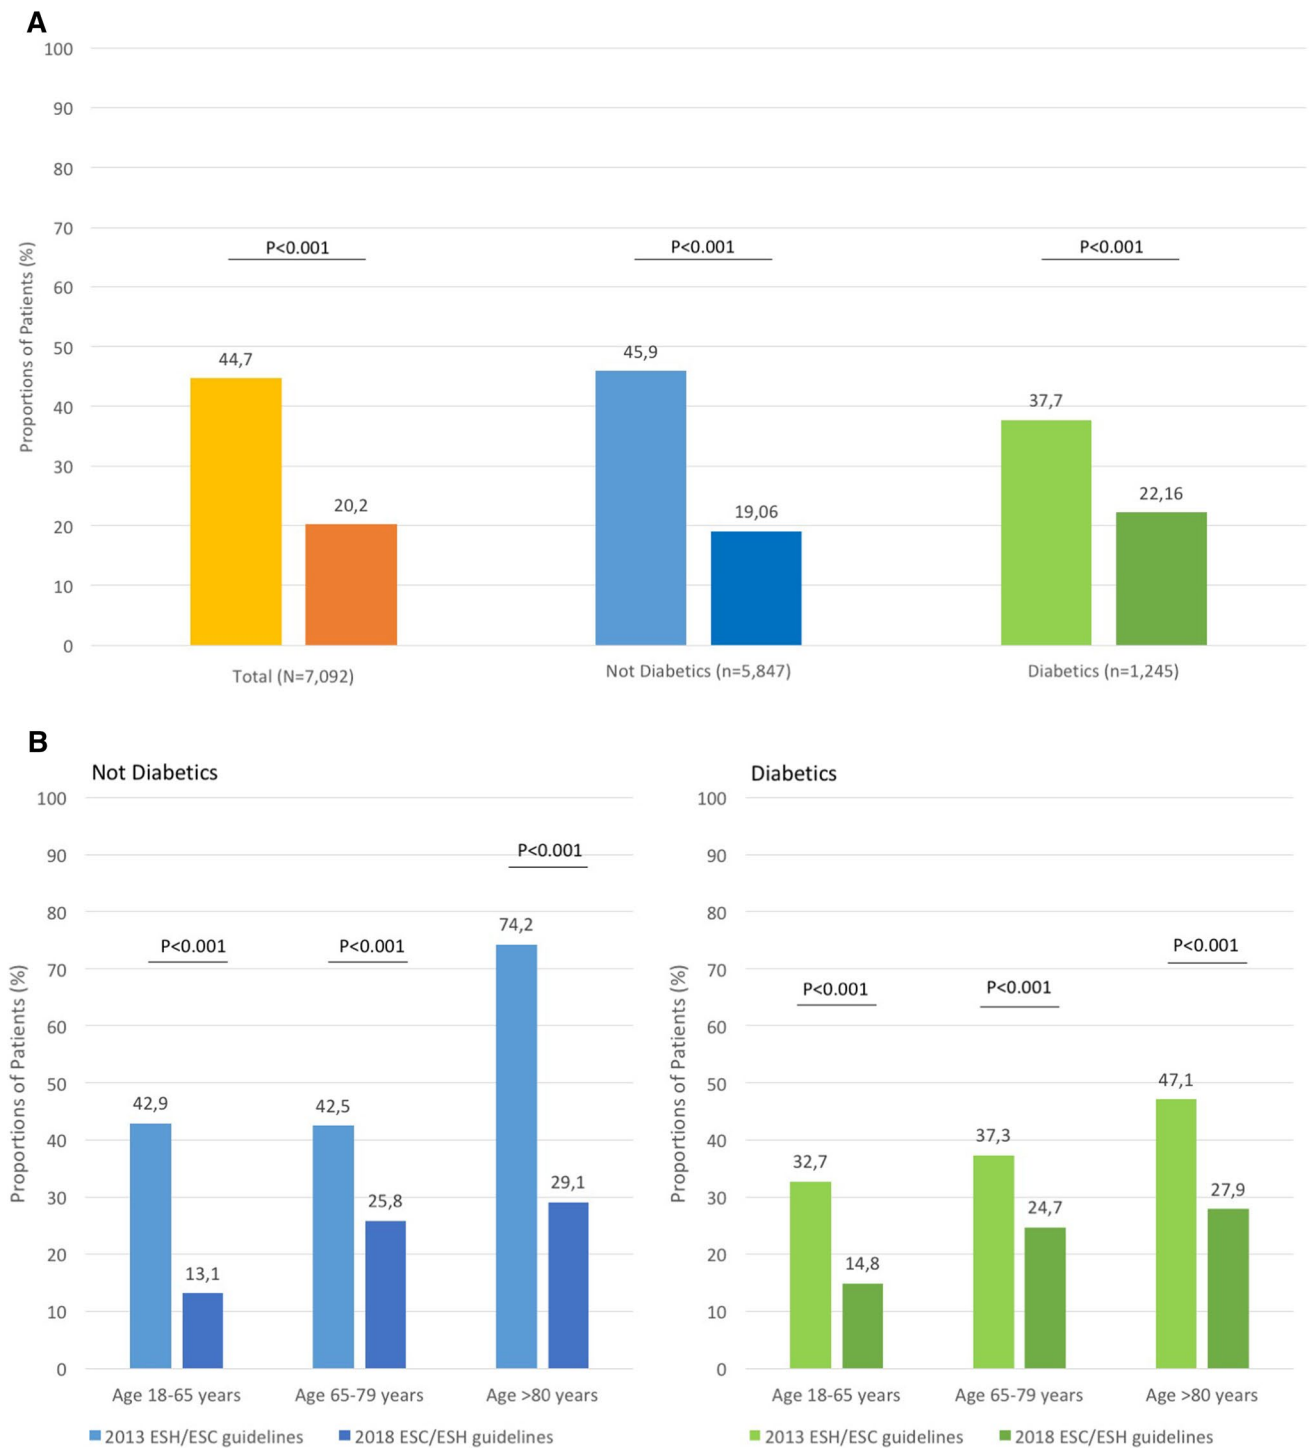 A
100
90
80
70
60
50
40
30
20
10
0
Proportions of Patients (%)
P<0.001
P<0.001
P<0.001
44,7
20,2
45,9
19,06
37,7
22,16
Total (N=7,092)
Not Diabetics (n=5,847)
Diabetics (n=1,245)
B
Not Diabetics
100
90
80
70
60
50
40
30
20
10
0
Proportions of Patients (%)
P<0.001
P<0.001
P<0.001
42,9
13,1
42,5
25,8
74,2
29,1
Age 18-65 years
Age 65-79 years
Age >80 years
2013 ESH/ESC guidelines
2018 ESC/ESH guidelines
Diabetics
100
90
80
70
60
50
40
30
20
10
0
Proportions of Patients (%)
P<0.001
P<0.001
P<0.001
32,7
14,8
37,3
24,7
47,1
27,9
Age 18-65 years
Age 65-79 years
Age >80 years
2013 ESH/ESC guidelines
2018 ESC/ESH guidelines